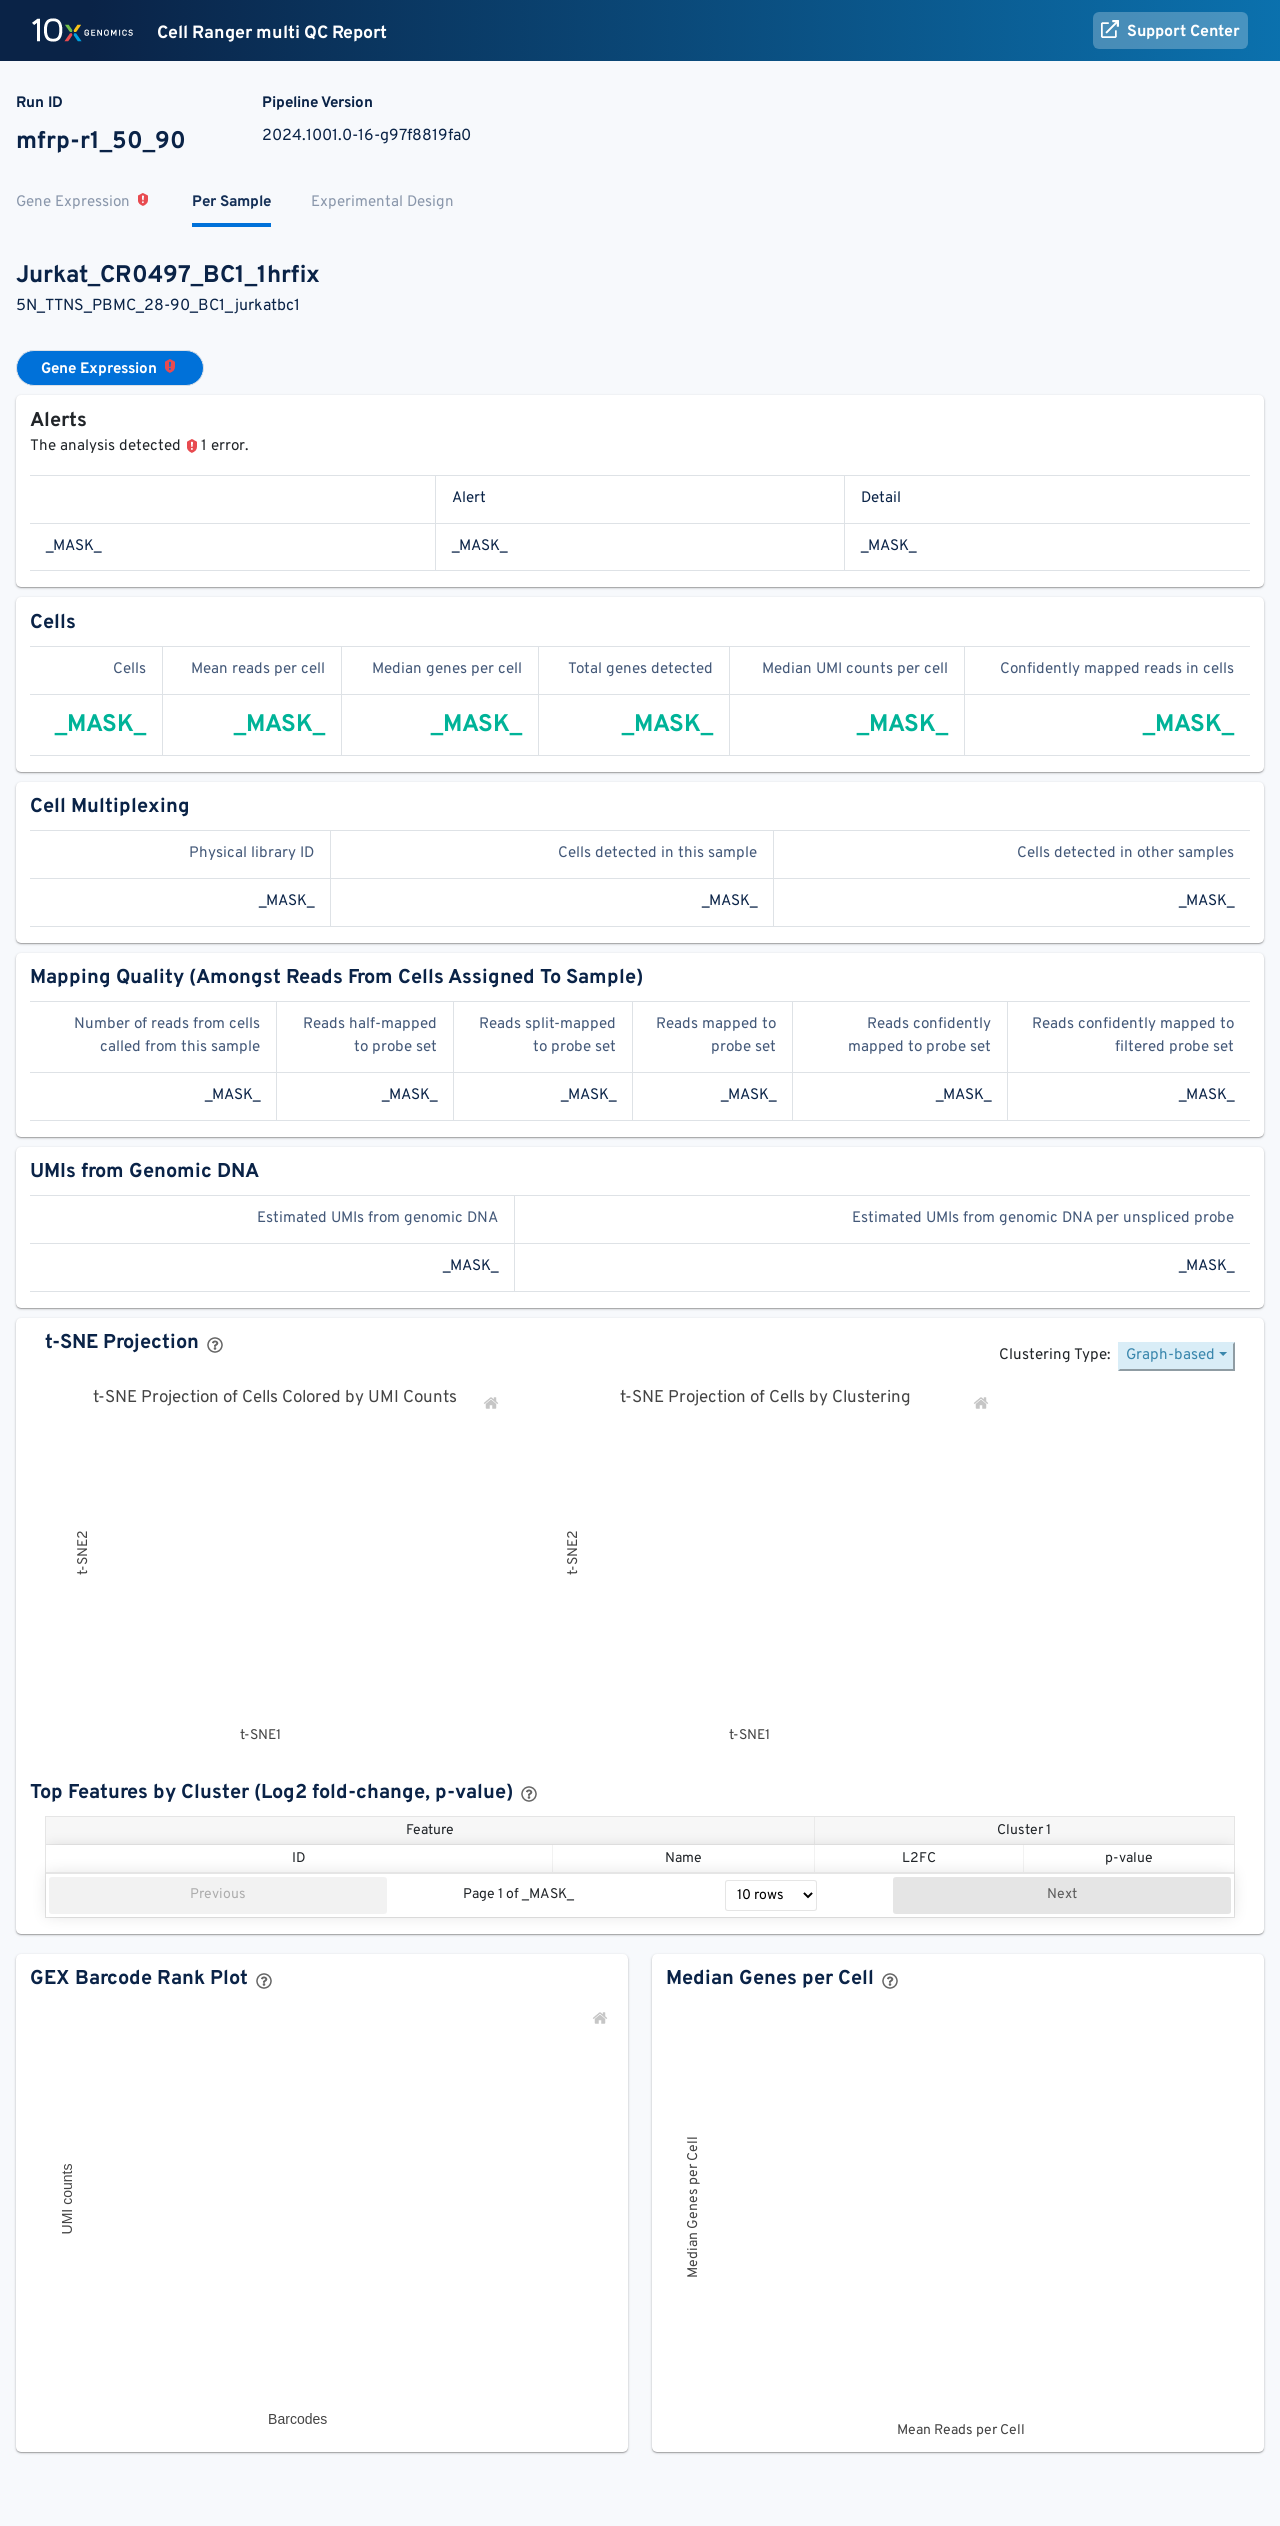 10x GENOMICS Cell Ranger multi QC Report Support Center
Run ID Pipeline Version
mfrp-r1_50_90 2024.1001.0-16-g97f8819fa0
Gene Expression Per Sample Experimental Design
Jurkat_CR0497_BC1_1hrfix
5N_TTNS_PBMC_28-90_BC1_jurkatbc1
Gene Expression
Alerts
The analysis detected 1 error.
Alert Detail
_MASK_ _MASK_ _MASK_
Cells
Cells Mean reads per cell Median genes per cell Total genes detected Median UMI counts per cell Confidently mapped reads in cells
_MASK_ _MASK_ _MASK_ _MASK_ _MASK_ _MASK_
Cell Multiplexing
Physical library ID Cells detected in this sample Cells detected in other samples
_MASK_ _MASK_ _MASK_
Mapping Quality (Amongst Reads From Cells Assigned To Sample)
Number of reads from cells Reads half-mapped Reads split-mapped Reads mapped to Reads confidently Reads confidently mapped to
called from this sample to probe set to probe set probe set mapped to probe set filtered probe set
_MASK_ _MASK_ _MASK_ _MASK_ _MASK_ _MASK_
UMIs from Genomic DNA
Estimated UMIs from genomic DNA Estimated UMIs from genomic DNA per unspliced probe
_MASK_ _MASK_
t-SNE Projection ?
Clustering Type: Graph-based
t-SNE Projection of Cells Colored by UMI Counts t-SNE Projection of Cells by Clustering
t-SNE2 t-SNE2
t-SNE1 t-SNE1
Top Features by Cluster (Log2 fold-change, p-value) ?
Feature Cluster 1
ID Name L2FC p-value
Previous Page 1 of _MASK_ 10 rows Next
GEX Barcode Rank Plot ? Median Genes per Cell ?
UMI counts Median Genes per Cell
Barcodes
Mean Reads per Cell